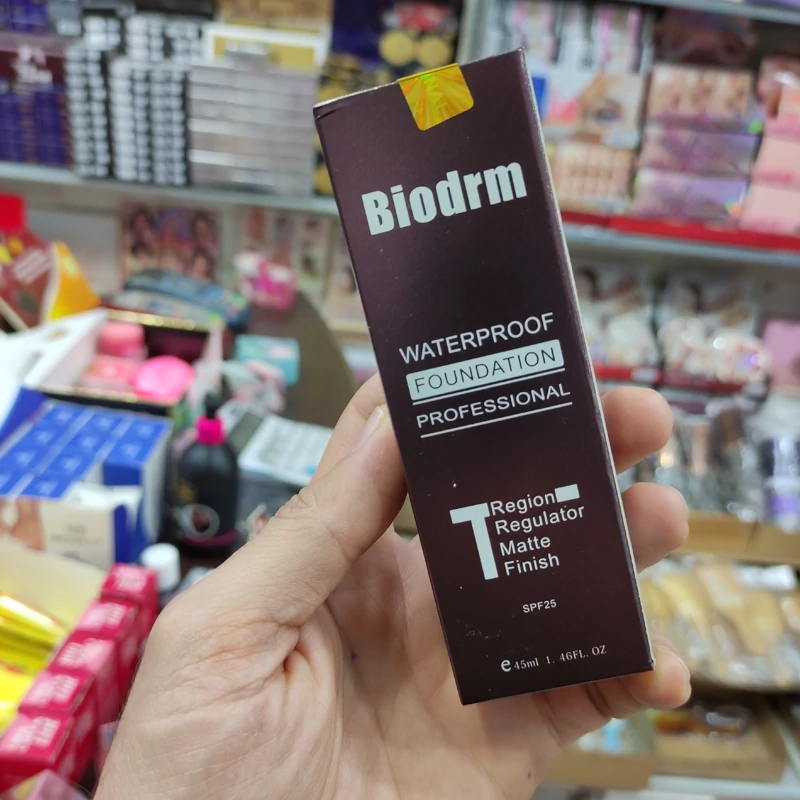 Biodrm
WATERPROOF
FOUNDATION
PROFESSIONAL
T Region
Regulator
Matte
Finish
SPF25
e 45ml 1. 46FL. OZ